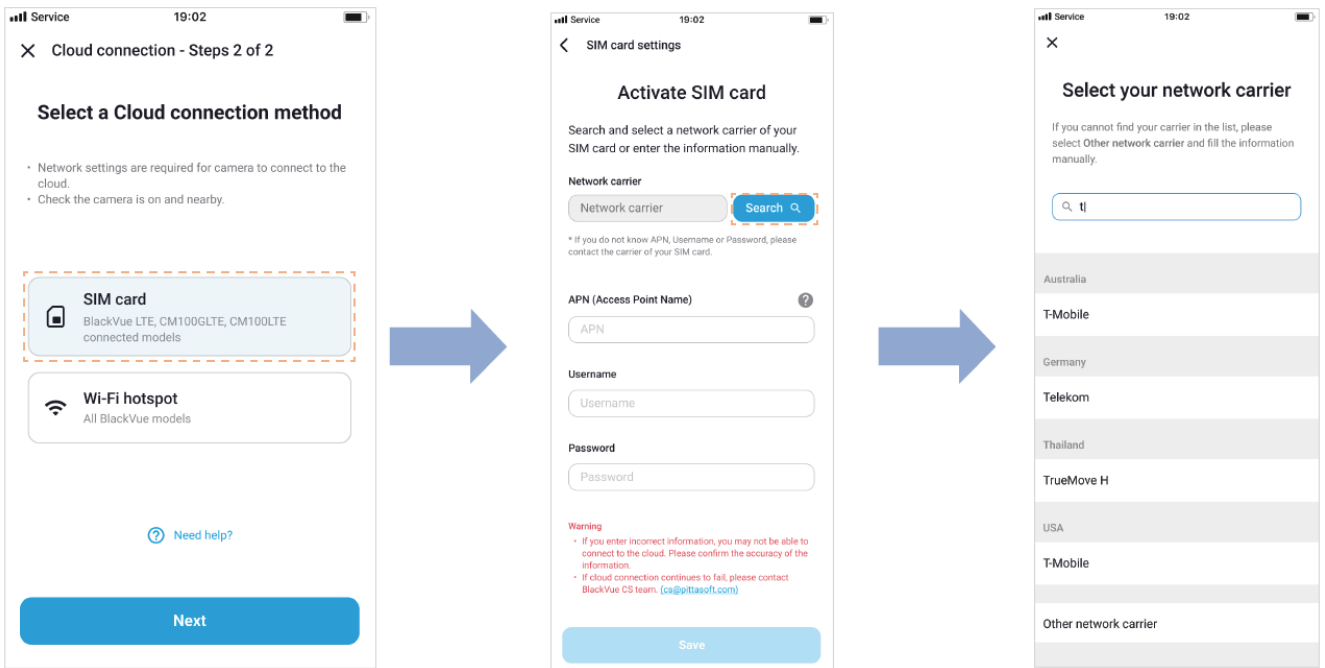 Service 19:02
Cloud connection - Steps 2 of 2
Select a Cloud connection method
• Network settings are required for camera to connect to the
cloud.
• Check the camera is on and nearby.
SIM card
BlackVue LTE, CM100GLTE, CM100LTE
connected models
Wi-Fi hotspot
All BlackVue models
? Need help?
Next
Service 19:02
SIM card settings
Activate SIM card
Search and select a network carrier of your
SIM card or enter the information manually.
Network carrier
Network carrier Search
* If you do not know APN, Username or Password, please
contact the carrier of your SIM card.
APN (Access Point Name) ?
APN
Username
Username
Password
Password
Warning
• If you enter incorrect information, you may not be able to
connect to the cloud. Please confirm the accuracy of the
information.
• If cloud connection continues to fail, please contact
BlackVue CS team. (cs@pittasoft.com)
Save
Service 19:02
Select your network carrier
If you cannot find your carrier in the list, please
select Other network carrier and fill the information
manually.
t
Australia
T-Mobile
Germany
Telekom
Thailand
TrueMove H
USA
T-Mobile
Other network carrier